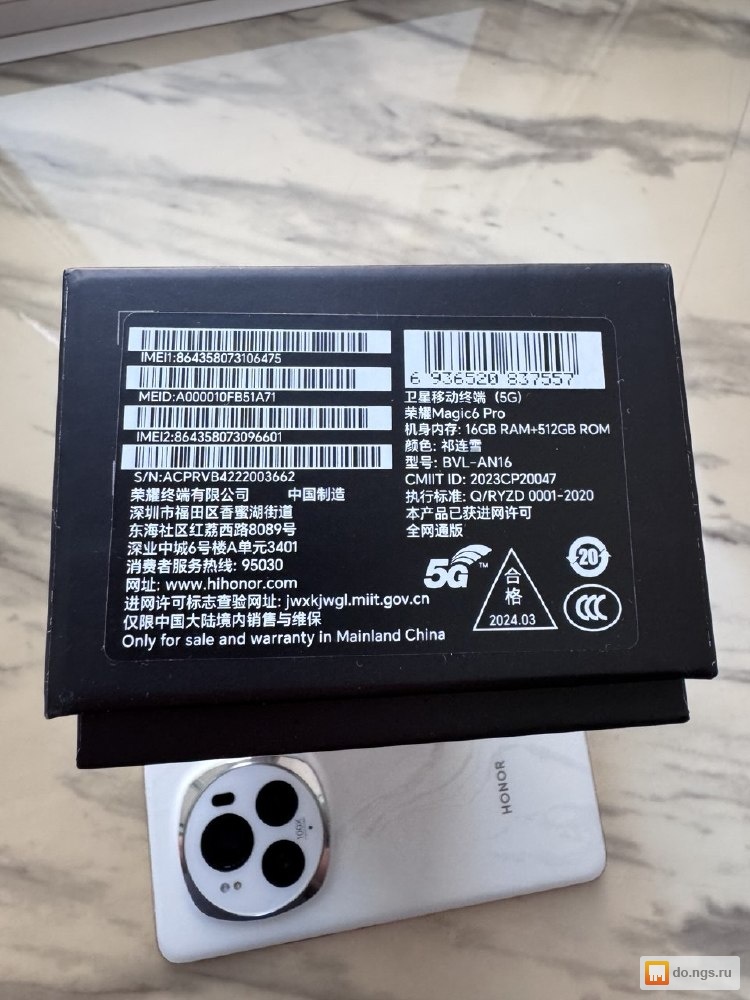 IMEI1:864358073106475
MEID:A000010FB51A71
IMEI2:864358073096601
S/N:ACPRVB4222003662
荣耀终端有限公司 中国制造
深圳市福田区香蜜湖街道
东海社区红荔西路8089号
深业中城6号楼A单元3401
消费者服务热线: 95030
网址: www.hihonor.com
进网许可标志查验网址: jwxkjwgl.miit.gov.cn
仅限中国大陆境内销售与维保
Only for sale and warranty in Mainland China
6 936520 837557
卫星移动终端 (5G)
荣耀Magic6 Pro
机身内存: 16GB RAM+512GB ROM
颜色: 祁连雪
型号: BVL-AN16
CMIIT ID: 2023CP20047
执行标准: Q/RYZD 0001-2020
本产品已获进网许可
全网通版
5G™
合格
2024.03
20
CCC
100X
HONOR
do.ngs.ru